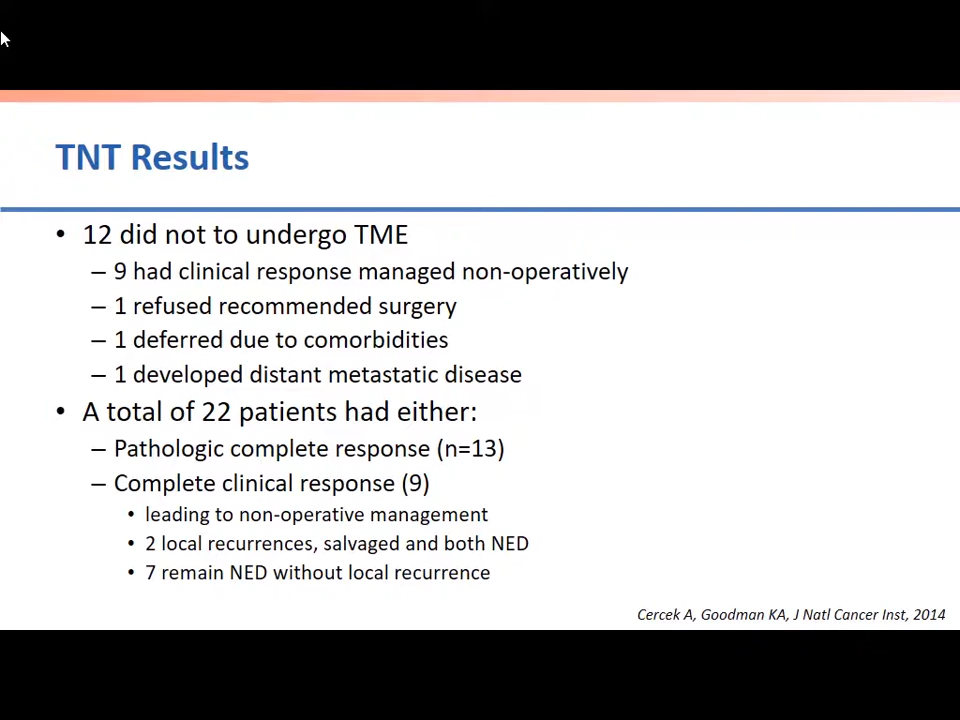 TNT Results
• 12 did not to undergo TME
– 9 had clinical response managed non-operatively
– 1 refused recommended surgery
– 1 deferred due to comorbidities
– 1 developed distant metastatic disease
• A total of 22 patients had either:
– Pathologic complete response (n=13)
– Complete clinical response (9)
• leading to non-operative management
• 2 local recurrences, salvaged and both NED
• 7 remain NED without local recurrence
Cercek A, Goodman KA, J Natl Cancer Inst, 2014